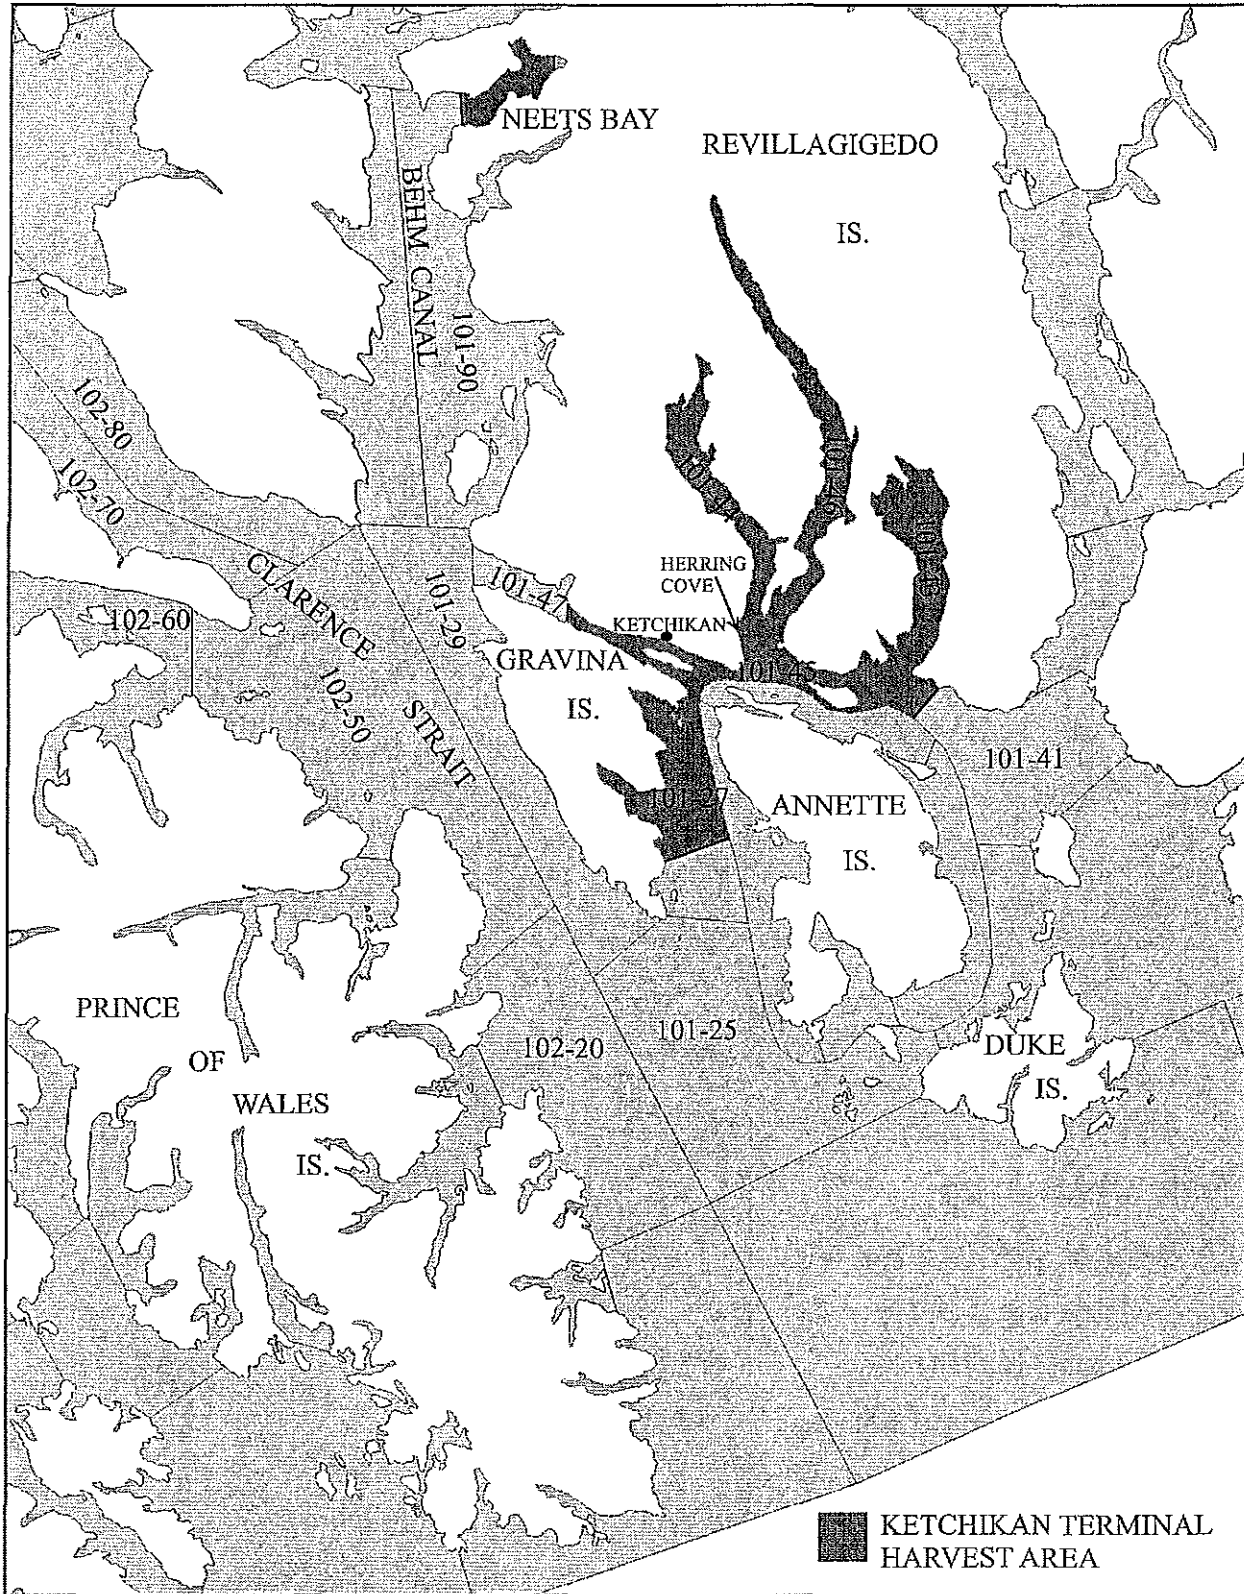 NEETS BAY
REVILLAGIGEDO
IS.
BEHM CANAL
101-90
102-80
102-70
CLARENCE
STRAIT
101-29
101-47
HERRING
COVE
KETCHIKAN
102-60
GRAVINA
IS.
102-50
101-45
101-41
101-27
ANNETTE
IS.
PRINCE
OF
WALES
IS.
102-20
101-25
DUKE
IS.
KETCHIKAN TERMINAL
HARVEST AREA